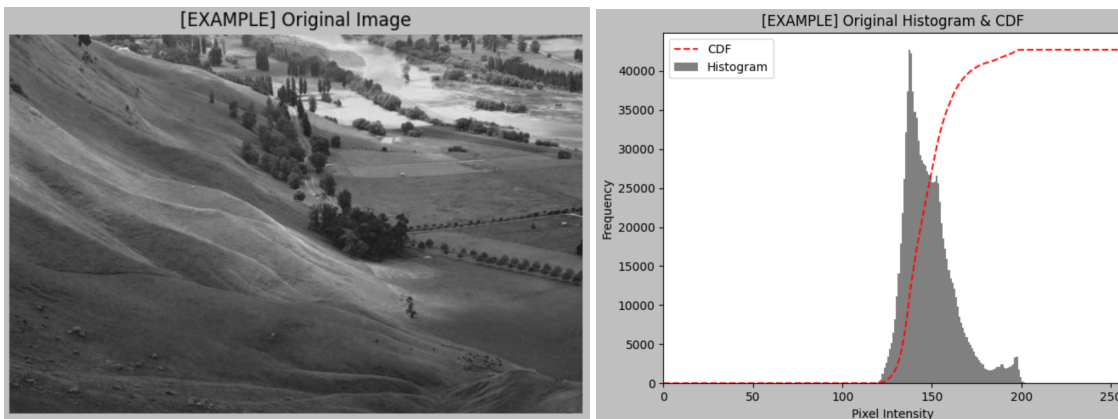 [EXAMPLE] Original Image
[EXAMPLE] Original Histogram & CDF
CDF
Histogram
Frequency
40000
35000
30000
25000
20000
15000
10000
5000
0
0 50 100 150 200 250
Pixel Intensity